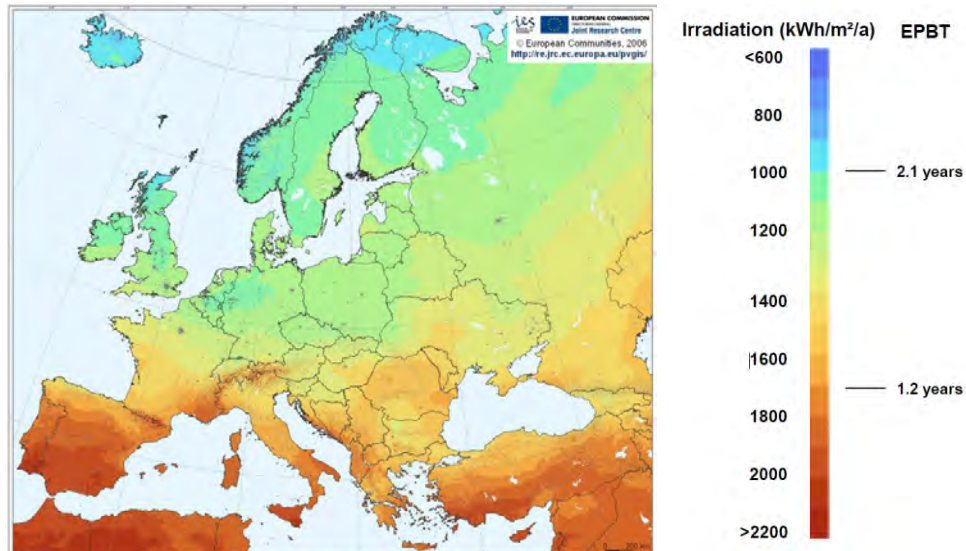 ies
EUROPEAN COMMISSION
Joint Research Centre
© European Communities, 2006
http://re.jrc.ec.europa.eu/pvgis/
Irradiation (kWh/m²/a) EPBT
<600
800
1000
2.1 years
1200
1400
1600
1.2 years
1800
2000
>2200